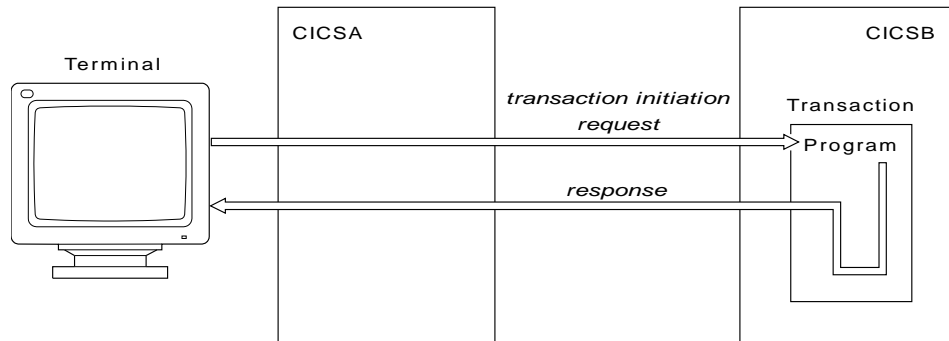 CICSA
CICSB
Terminal
transaction initiation
request
Transaction
Program
response